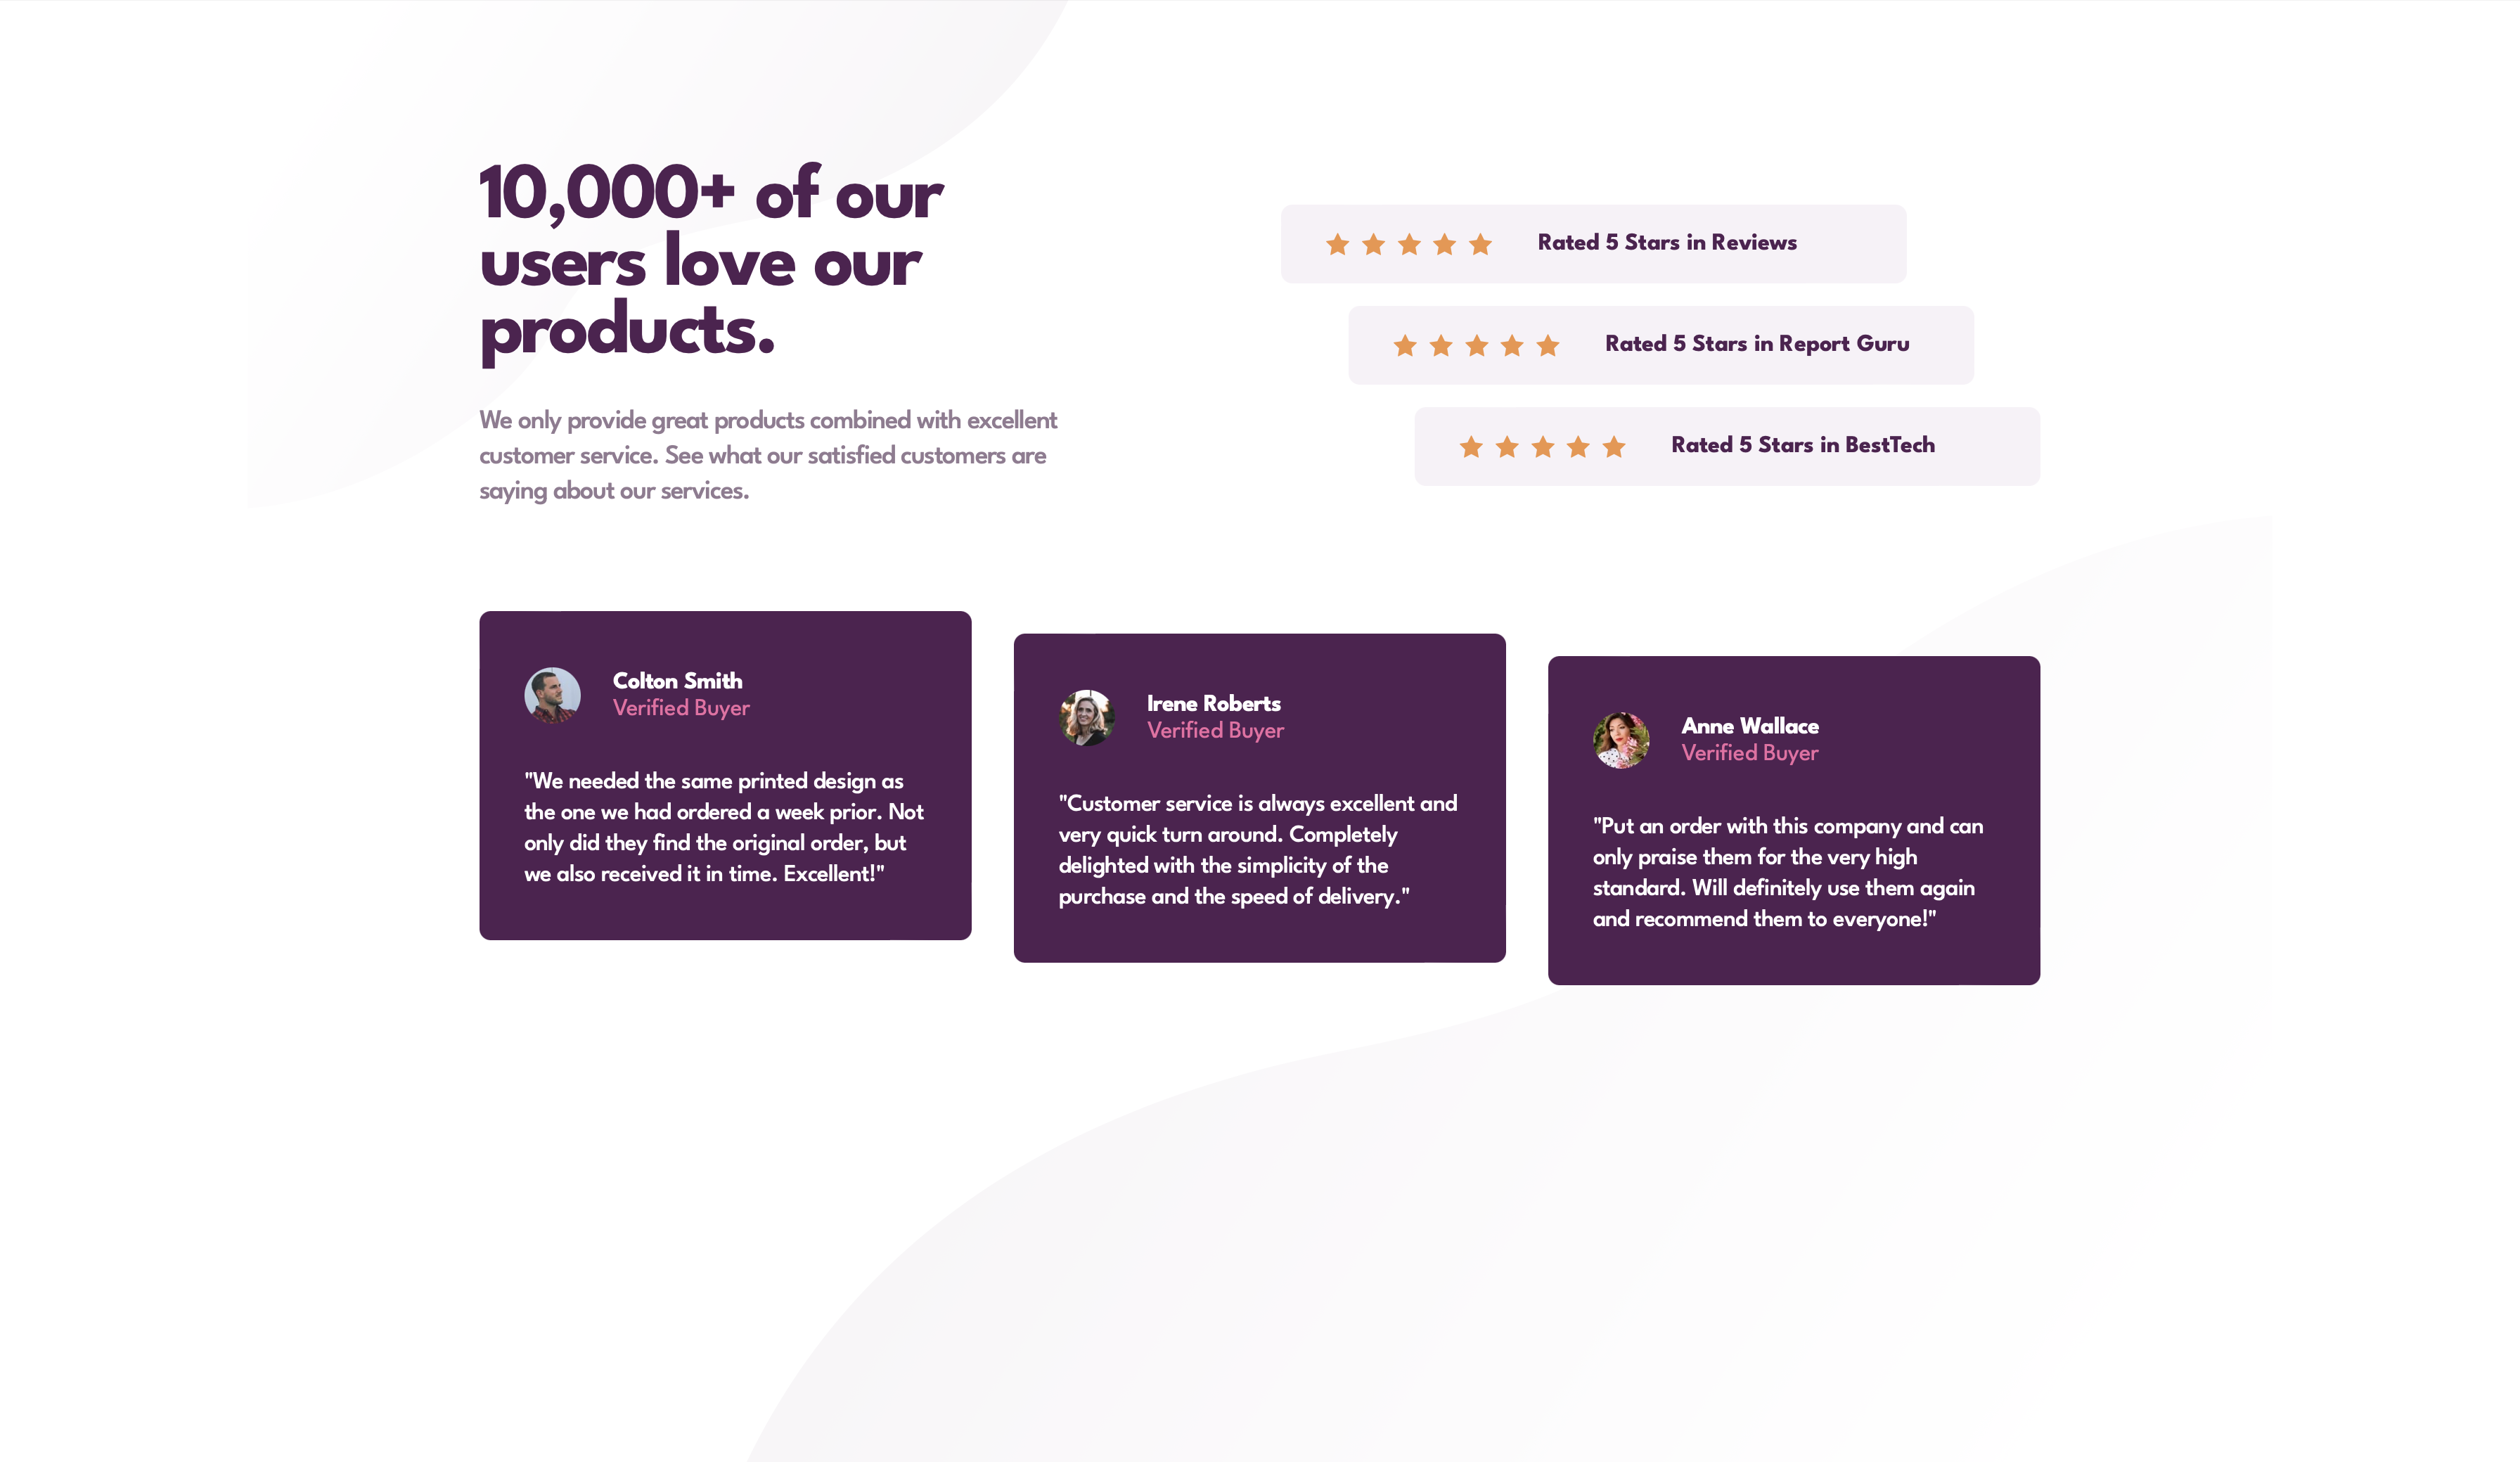 10,000+ of our
users love our
products.
We only provide great products combined with excellent
customer service. See what our satisfied customers are
saying about our services.
Rated 5 Stars in Reviews
Rated 5 Stars in Report Guru
Rated 5 Stars in BestTech
Colton Smith
Verified Buyer
"We needed the same printed design as
the one we had ordered a week prior. Not
only did they find the original order, but
we also received it in time. Excellent!"
Irene Roberts
Verified Buyer
"Customer service is always excellent and
very quick turn around. Completely
delighted with the simplicity of the
purchase and the speed of delivery."
Anne Wallace
Verified Buyer
"Put an order with this company and can
only praise them for the very high
standard. Will definitely use them again
and recommend them to everyone!"